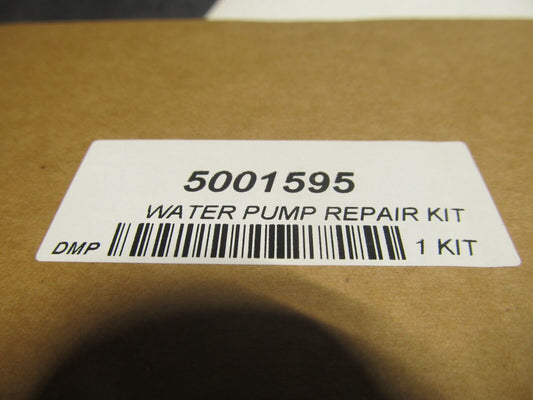 5001595
WATER PUMP REPAIR KIT
DMP 1 KIT